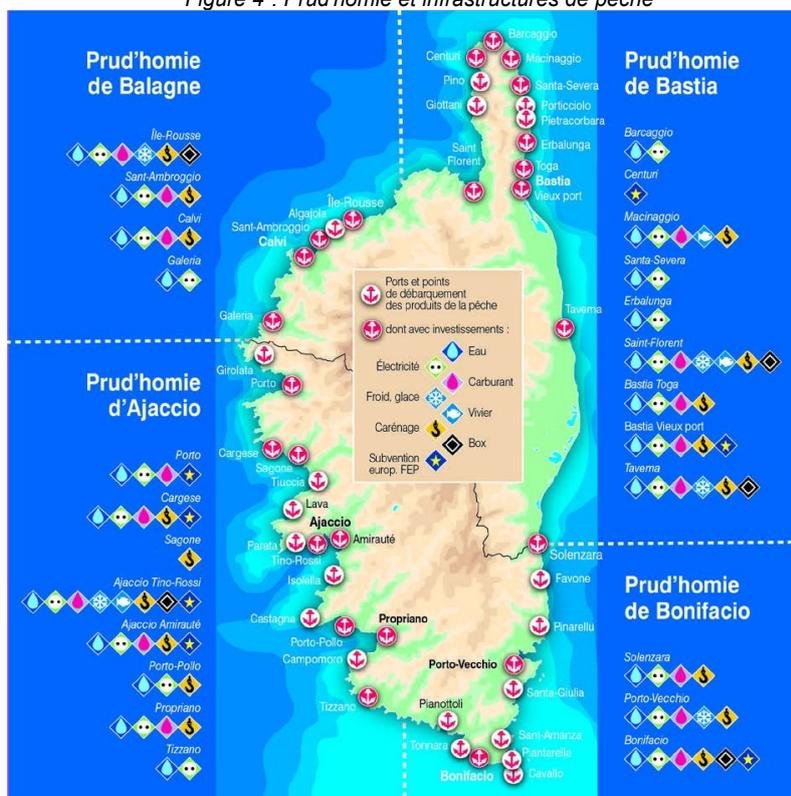 Figure 4 : Prud'homie et infrastructures de pêche
Prud'homie
de Balagne
Île-Rousse
Sant-Ambroggio
Calvi
Galeria
Prud'homie
d'Ajaccio
Porto
Cargese
Sagone
Ajaccio Tino-Rossi
Ajaccio Amirauté
Porto-Pollo
Propriano
Tizzano
Barcaggio
Centuri
Macinaggio
Pino
Santa-Severa
Giottani
Porticciolo
Pietracorbara
Erbalunga
Saint
Florent
Toga
Bastia
Vieux port
Île-Rousse
Algajola
Sant-Ambroggio
Calvi
Galeria
Girolata
Porto
Cargese
Sagone
Tiuccia
Lava
Ajaccio
Parata
Amirauté
Tino-Rossi
Isolella
Castagna
Porto-Pollo
Propriano
Campomoro
Tizzano
Pianottoli
Tonnara
Bonifacio
Taverna
Solenzara
Favone
Pinarellu
Porto-Vecchio
Santa-Giulia
Sant-Amanza
Piantarella
Cavallo
Ports et points
de débarquement
des produits de la pêche
dont avec investissements :
Eau
Électricité
Carburant
Froid, glace
Vivier
Carénage
Box
Subvention
europ. FEP
Prud'homie
de Bastia
Barcaggio
Centuri
Macinaggio
Santa-Severa
Erbalunga
Saint-Florent
Bastia Toga
Bastia Vieux port
Taverna
Prud'homie
de Bonifacio
Solenzara
Porto-Vecchio
Bonifacio